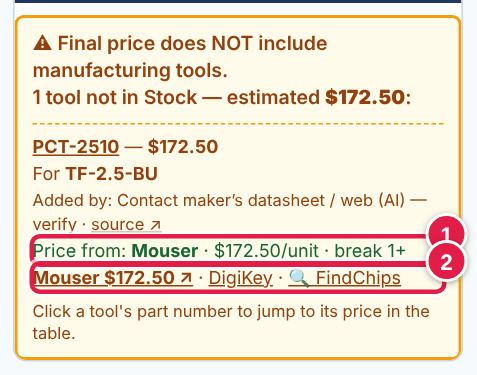 ⚠ Final price does NOT include
manufacturing tools.
1 tool not in Stock — estimated $172.50:
PCT-2510 — $172.50
For TF-2.5-BU
Added by: Contact maker's datasheet / web (AI) —
verify · source ↗
Price from: Mouser · $172.50/unit · break 1+
1
Mouser $172.50 ↗ · DigiKey · 🔍 FindChips
2
Click a tool's part number to jump to its price in the
table.